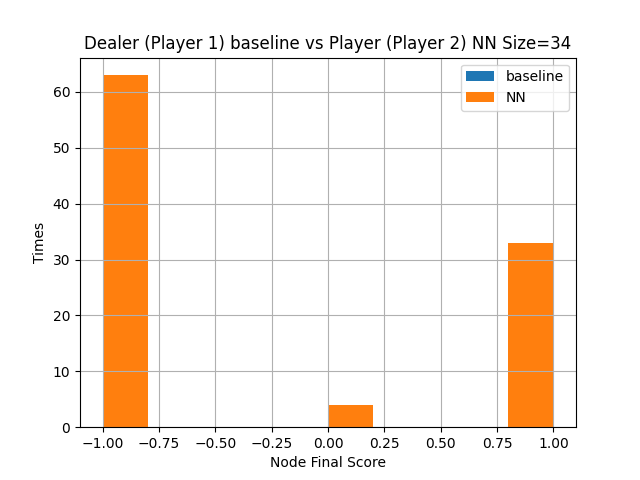 Dealer (Player 1) baseline vs Player (Player 2) NN Size=34
baseline
NN
60
50
40
30
20
10
0
Times
−1.00 −0.75 −0.50 −0.25 0.00 0.25 0.50 0.75 1.00
Node Final Score